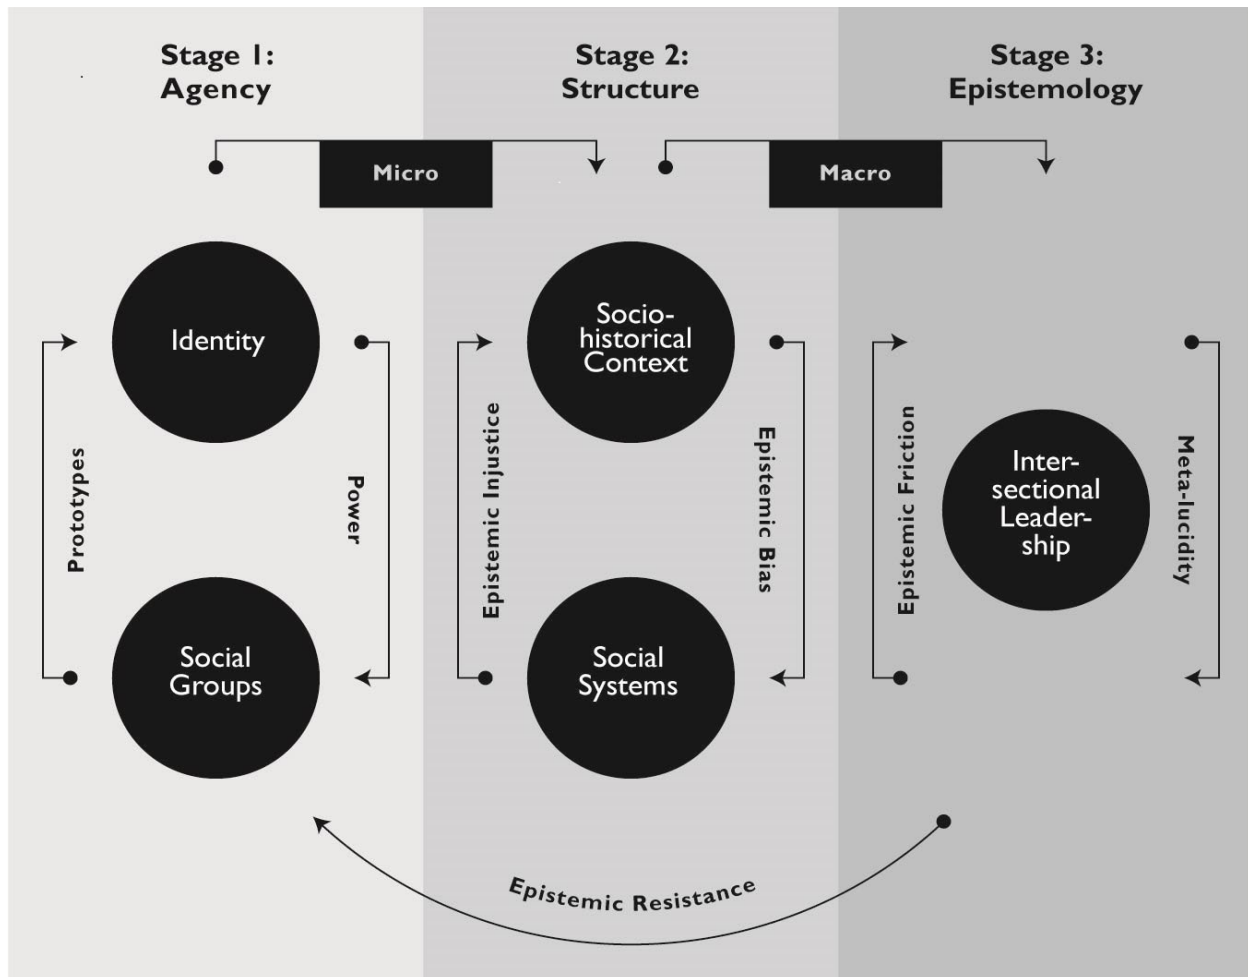 Stage 1:
Agency
Stage 2:
Structure
Stage 3:
Epistemology
Micro
Macro
Identity
Socio-
historical
Context
Prototypes
Power
Epistemic Injustice
Epistemic Bias
Epistemic Friction
Inter-
sectional
Leader-
ship
Meta-lucidity
Social
Groups
Social
Systems
Epistemic Resistance